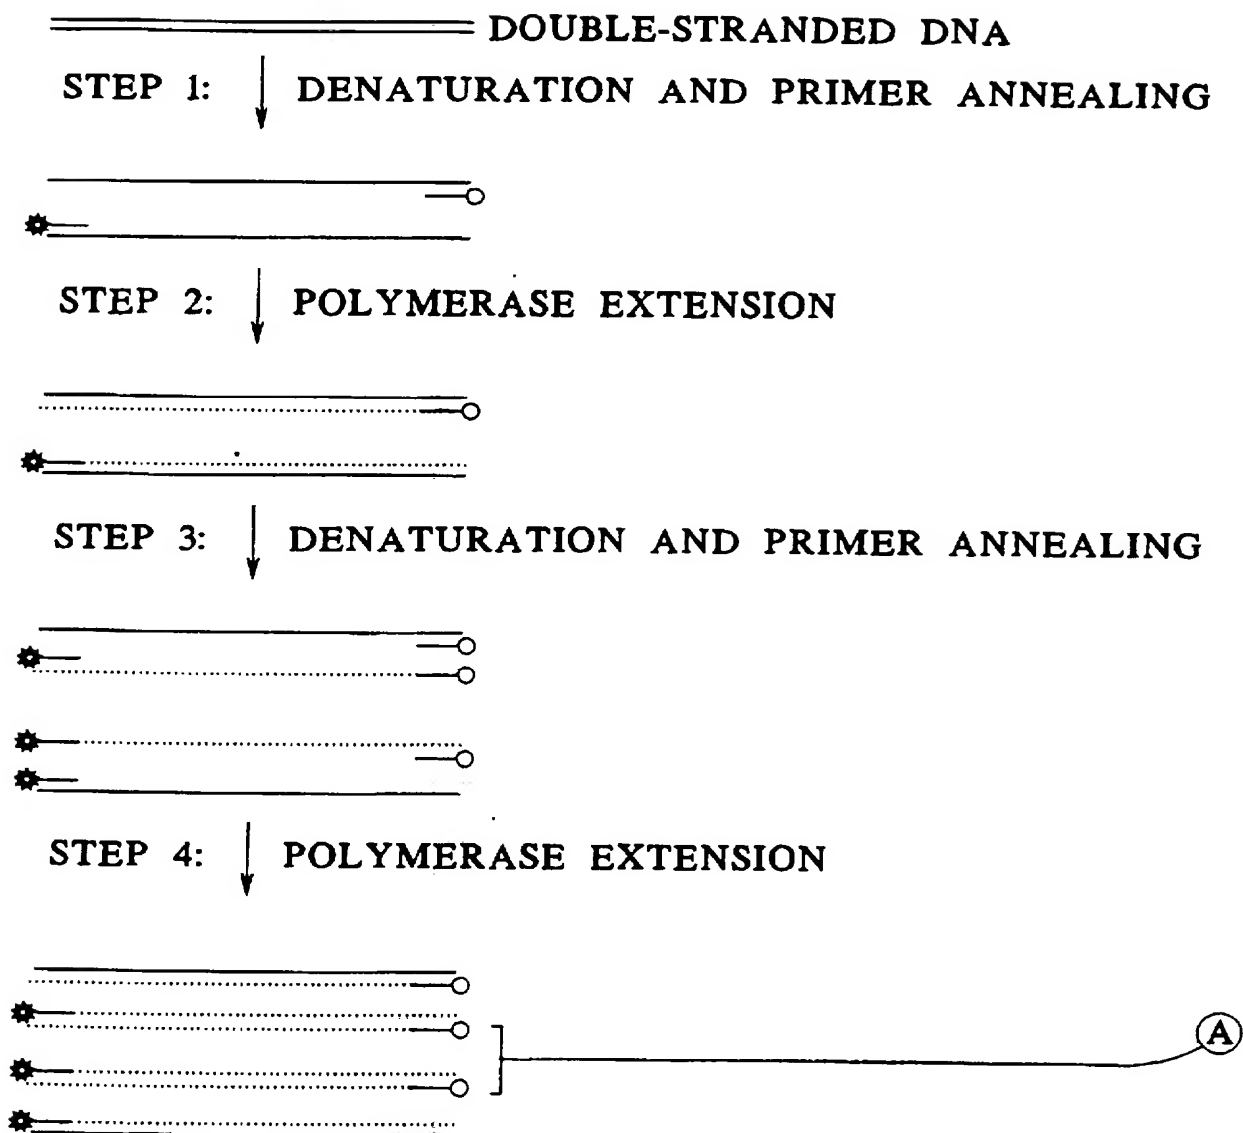 DOUBLE-STRANDED DNA
STEP 1: DENATURATION AND PRIMER ANNEALING
STEP 2: POLYMERASE EXTENSION
STEP 3: DENATURATION AND PRIMER ANNEALING
STEP 4: POLYMERASE EXTENSION
A